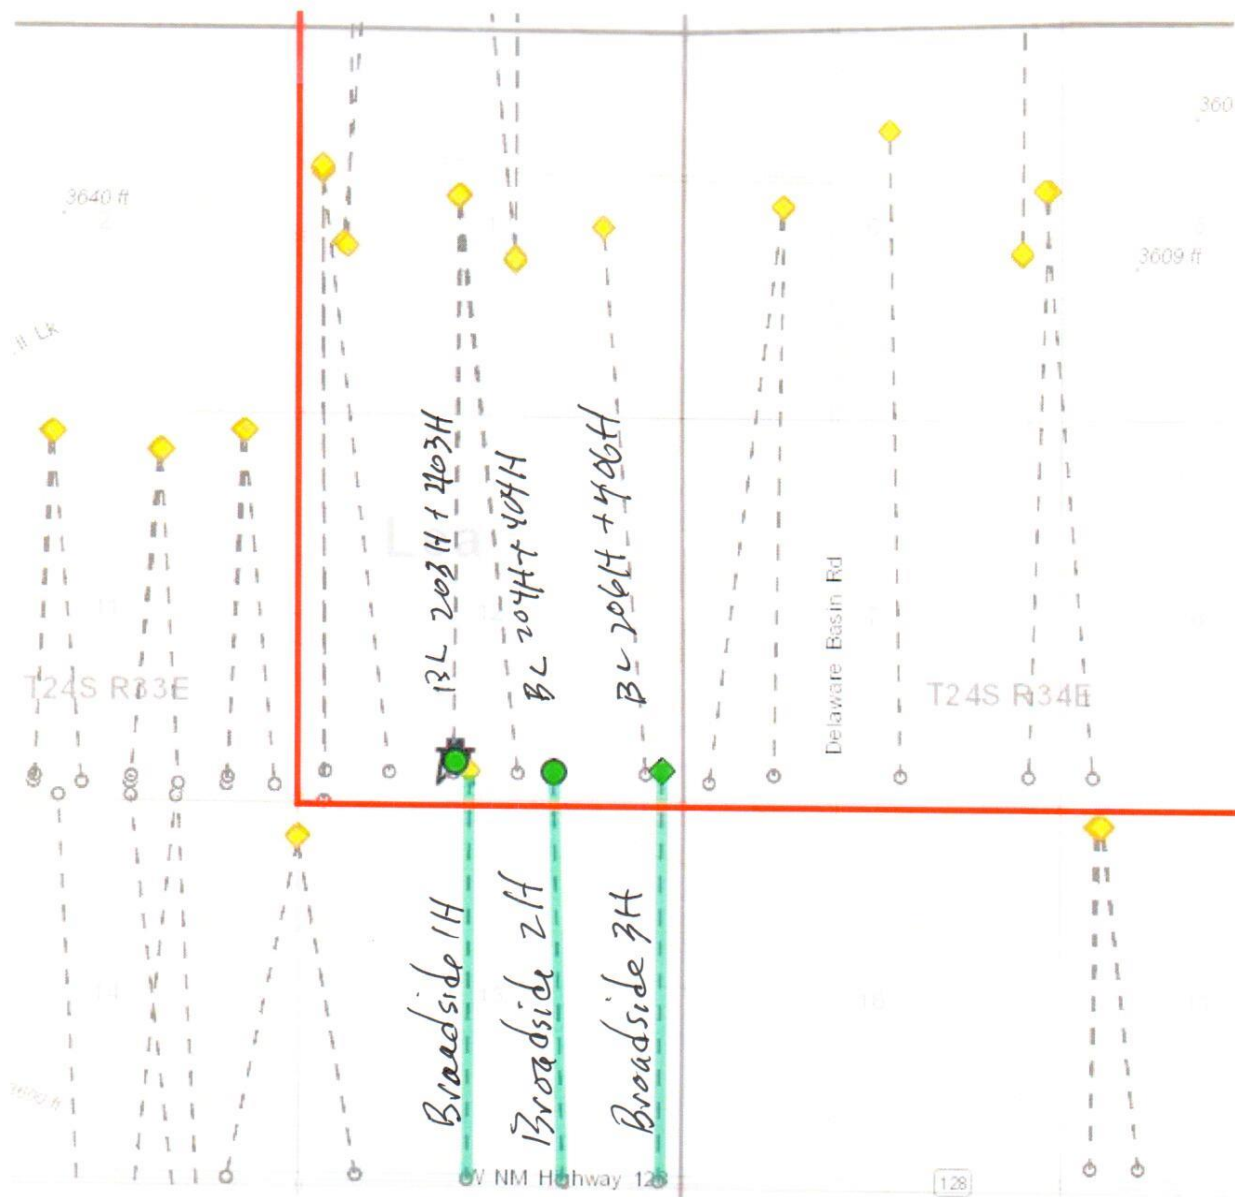 360
3640 ft
3609 ft
BL 203H + 403H
BL 204H + 404H
BL 206H + 406H
Delaware Basin Rd
T24S R33E
T24S R34E
Broadside 1H
Broadside 2H
Broadside 3H
W NM Highway 128
128